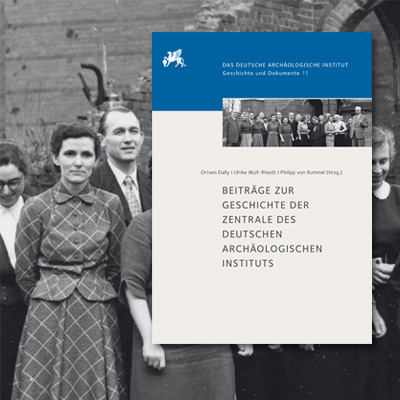 DAS DEUTSCHE ARCHÄOLOGISCHE INSTITUT
Geschichte und Dokumente 11
Ortwin Dally | Ulrike Wulf-Rheidt | Philipp von Rummel (Hrsg.)
BEITRÄGE ZUR
GESCHICHTE DER
ZENTRALE DES
DEUTSCHEN
ARCHÄOLOGISCHEN
INSTITUTS